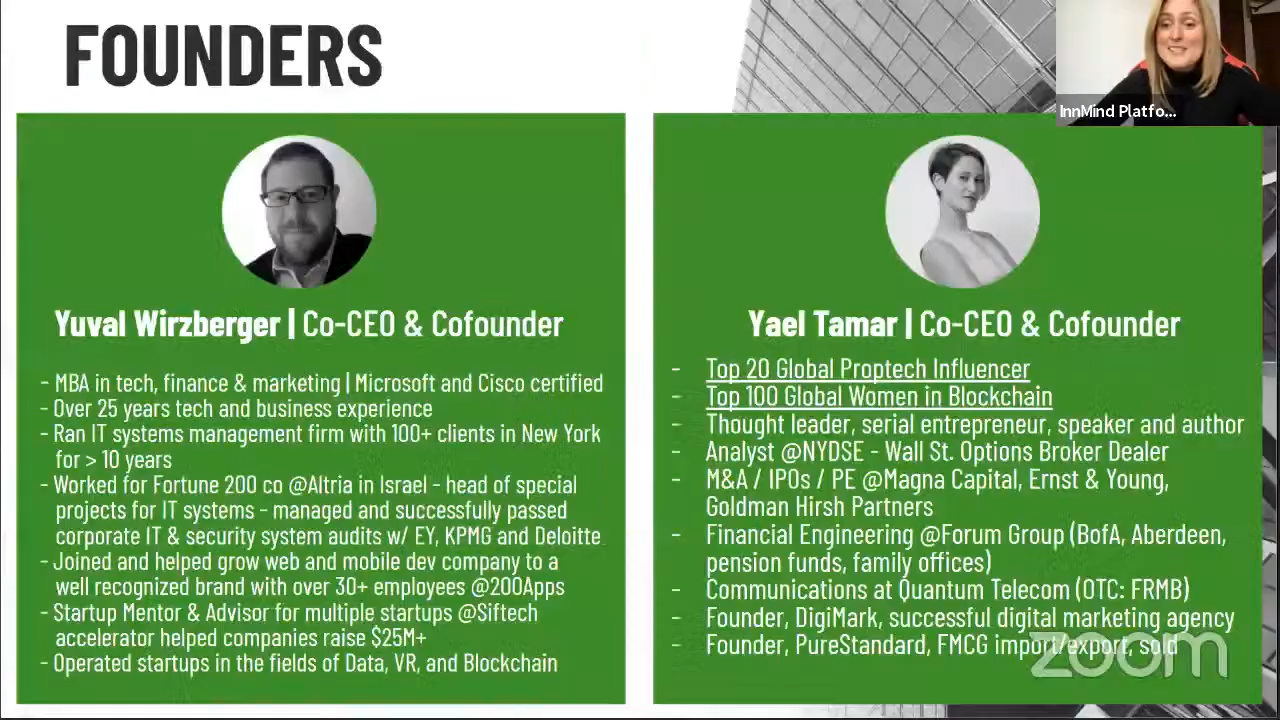 FOUNDERS
InnMind Platfo...
Yuval Wirzberger | Co-CEO & Cofounder
- MBA in tech, finance & marketing | Microsoft and Cisco certified
- Over 25 years tech and business experience
- Ran IT systems management firm with 100+ clients in New York
for > 10 years
- Worked for Fortune 200 co @Altria in Israel - head of special
projects for IT systems - managed and successfully passed
corporate IT & security system audits w/ EY, KPMG and Deloitte
- Joined and helped grow web and mobile dev company to a
well recognized brand with over 30+ employees @200Apps
- Startup Mentor & Advisor for multiple startups @Siftech
accelerator helped companies raise $25M+
- Operated startups in the fields of Data, VR, and Blockchain
Yael Tamar | Co-CEO & Cofounder
- Top 20 Global Proptech Influencer
- Top 100 Global Women in Blockchain
- Thought leader, serial entrepreneur, speaker and author
- Analyst @NYDSE - Wall St. Options Broker Dealer
- M&A / IPOs / PE @Magna Capital, Ernst & Young,
Goldman Hirsh Partners
- Financial Engineering @Forum Group (BofA, Aberdeen,
pension funds, family offices)
- Communications at Quantum Telecom (OTC: FRMB)
- Founder, DigiMark, successful digital marketing agency
- Founder, PureStandard, FMCG import/export, sold
zoom